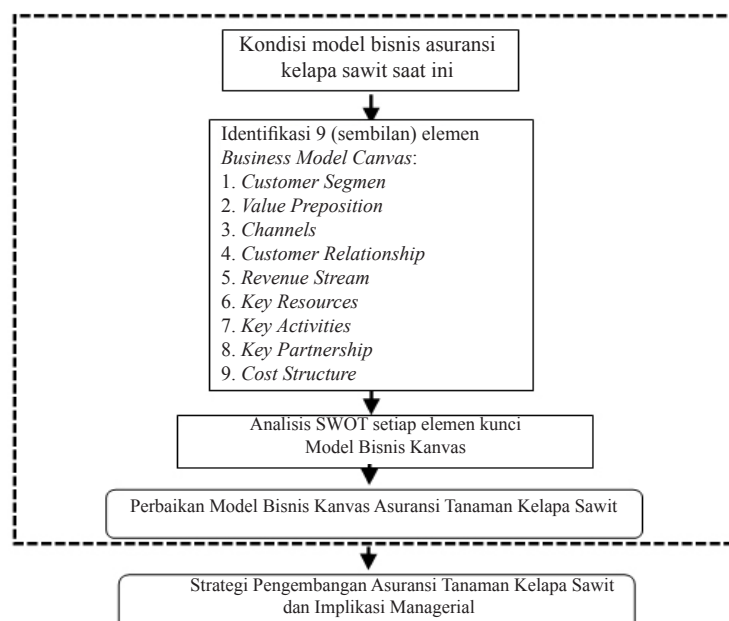 Kondisi model bisnis asuransi
kelapa sawit saat ini
Identifikasi 9 (sembilan) elemen
Business Model Canvas:
1. Customer Segmen
2. Value Preposition
3. Channels
4. Customer Relationship
5. Revenue Stream
6. Key Resources
7. Key Activities
8. Key Partnership
9. Cost Structure
Analisis SWOT setiap elemen kunci
Model Bisnis Kanvas
Perbaikan Model Bisnis Kanvas Asuransi Tanaman Kelapa Sawit
Strategi Pengembangan Asuransi Tanaman Kelapa Sawit
dan Implikasi Managerial